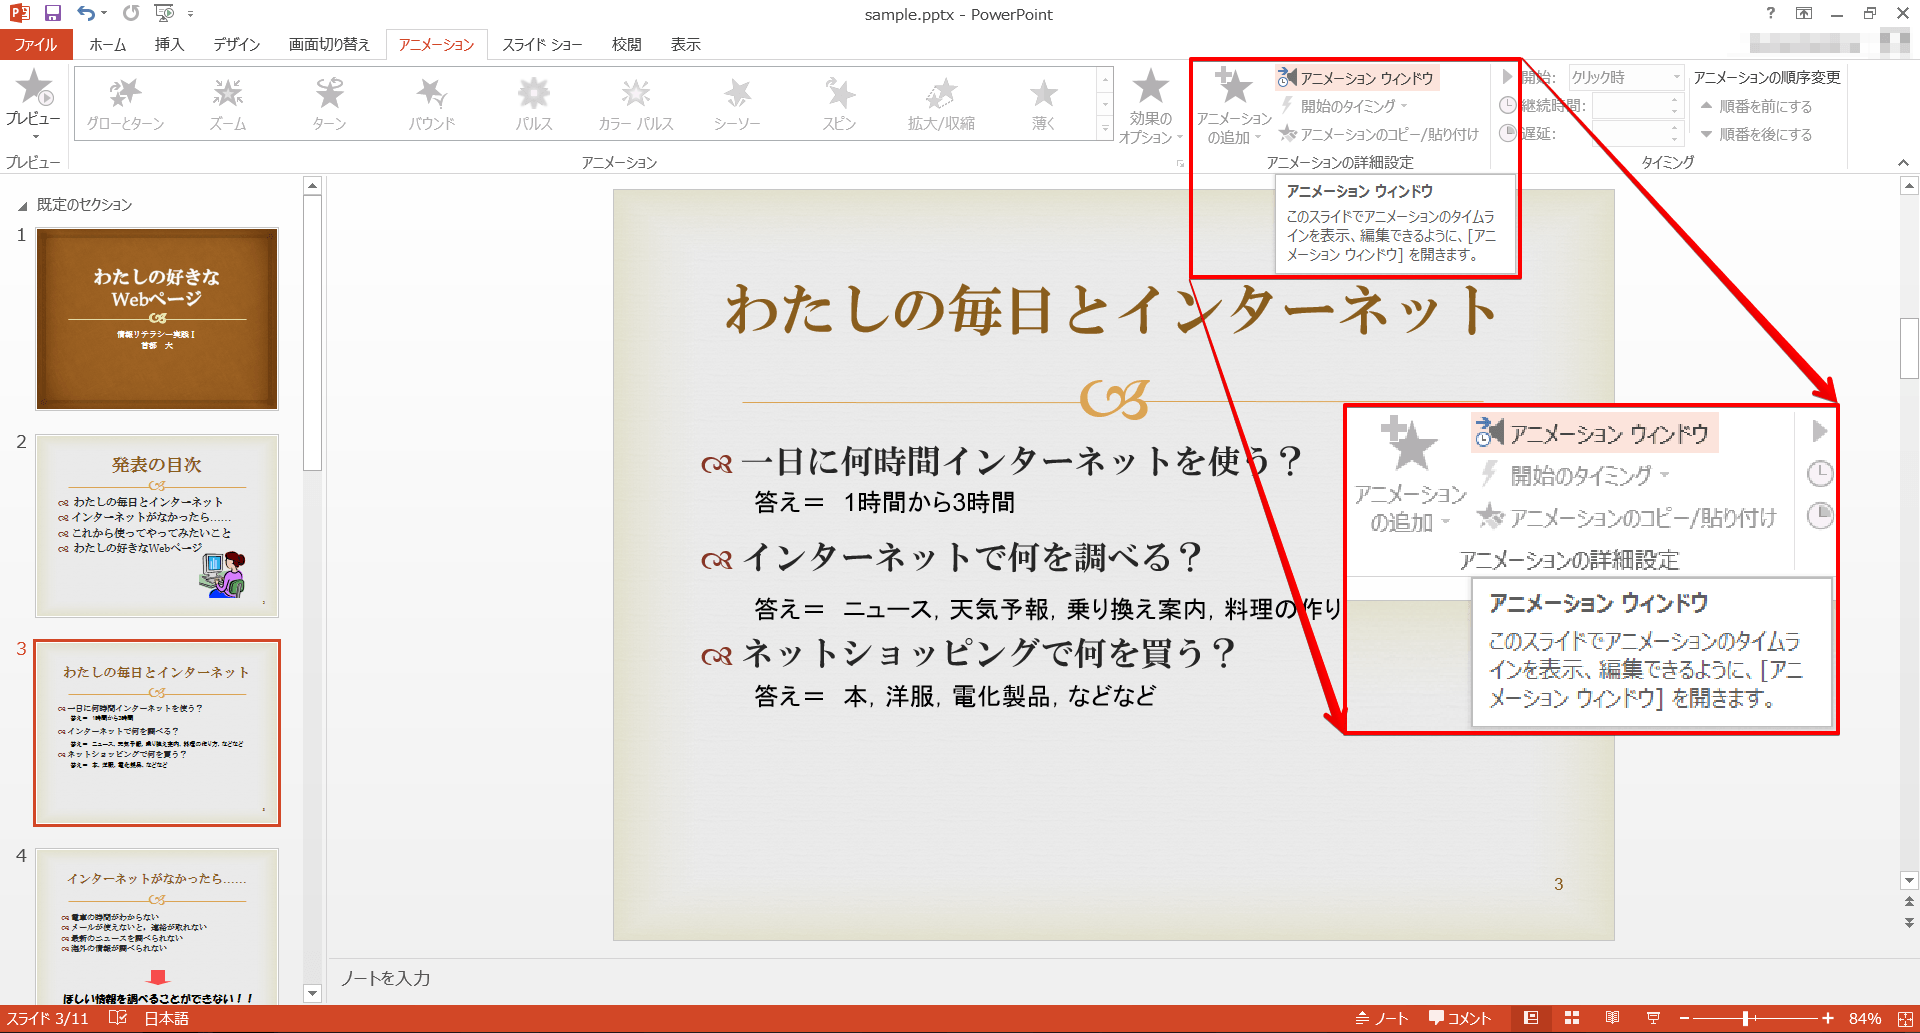 sample.pptx - PowerPoint
?
ファイル
ホーム
挿入
デザイン
画面切り替え
アニメーション
スライド ショー
校閲
表示
プレビュー
プレビュー
グローとターン
ズーム
ターン
バウンド
パルス
カラー パルス
シーソー
スピン
拡大/収縮
薄く
アニメーション
効果の
オプション
アニメーション
の追加
アニメーション ウィンドウ
開始のタイミング
アニメーションのコピー/貼り付け
アニメーションの詳細設定
開始:
クリック時
継続時間:
遅延:
アニメーションの順序変更
順番を前にする
順番を後にする
タイミング
アニメーション ウィンドウ
このスライドでアニメーションのタイムラ
インを表示、編集できるように、[アニ
メーション ウィンドウ] を開きます。
既定のセクション
1
わたしの好きな
Webページ
情報リテラシー実践Ⅰ
首都 大
2
発表の目次
わたしの毎日とインターネット
インターネットがなかったら……
これから使ってやってみたいこと
わたしの好きなWebページ
3
わたしの毎日とインターネット
一日に何時間インターネットを使う？
答え＝ 1時間から3時間
インターネットで何を調べる？
答え＝ ニュース，天気予報，乗り換え案内，料理の作り方，などなど
ネットショッピングで何を買う？
答え＝ 本，洋服，電化製品，などなど
4
インターネットがなかったら……
電車の時間がわからない
メールが使えないと，連絡が取れない
最新のニュースを調べられない
海外の情報が調べられない
ほしい情報を調べることができない！！
わたしの毎日とインターネット
一日に何時間インターネットを使う？
答え＝ 1時間から3時間
インターネットで何を調べる？
答え＝ ニュース，天気予報，乗り換え案内，料理の作り
ネットショッピングで何を買う？
答え＝ 本，洋服，電化製品，などなど
3
アニメーション
の追加
アニメーション ウィンドウ
開始のタイミング
アニメーションのコピー/貼り付け
アニメーションの詳細設定
アニメーション ウィンドウ
このスライドでアニメーションのタイムラ
インを表示、編集できるように、[アニ
メーション ウィンドウ] を開きます。
ノートを入力
スライド 3/11
日本語
ノート
コメント
84%